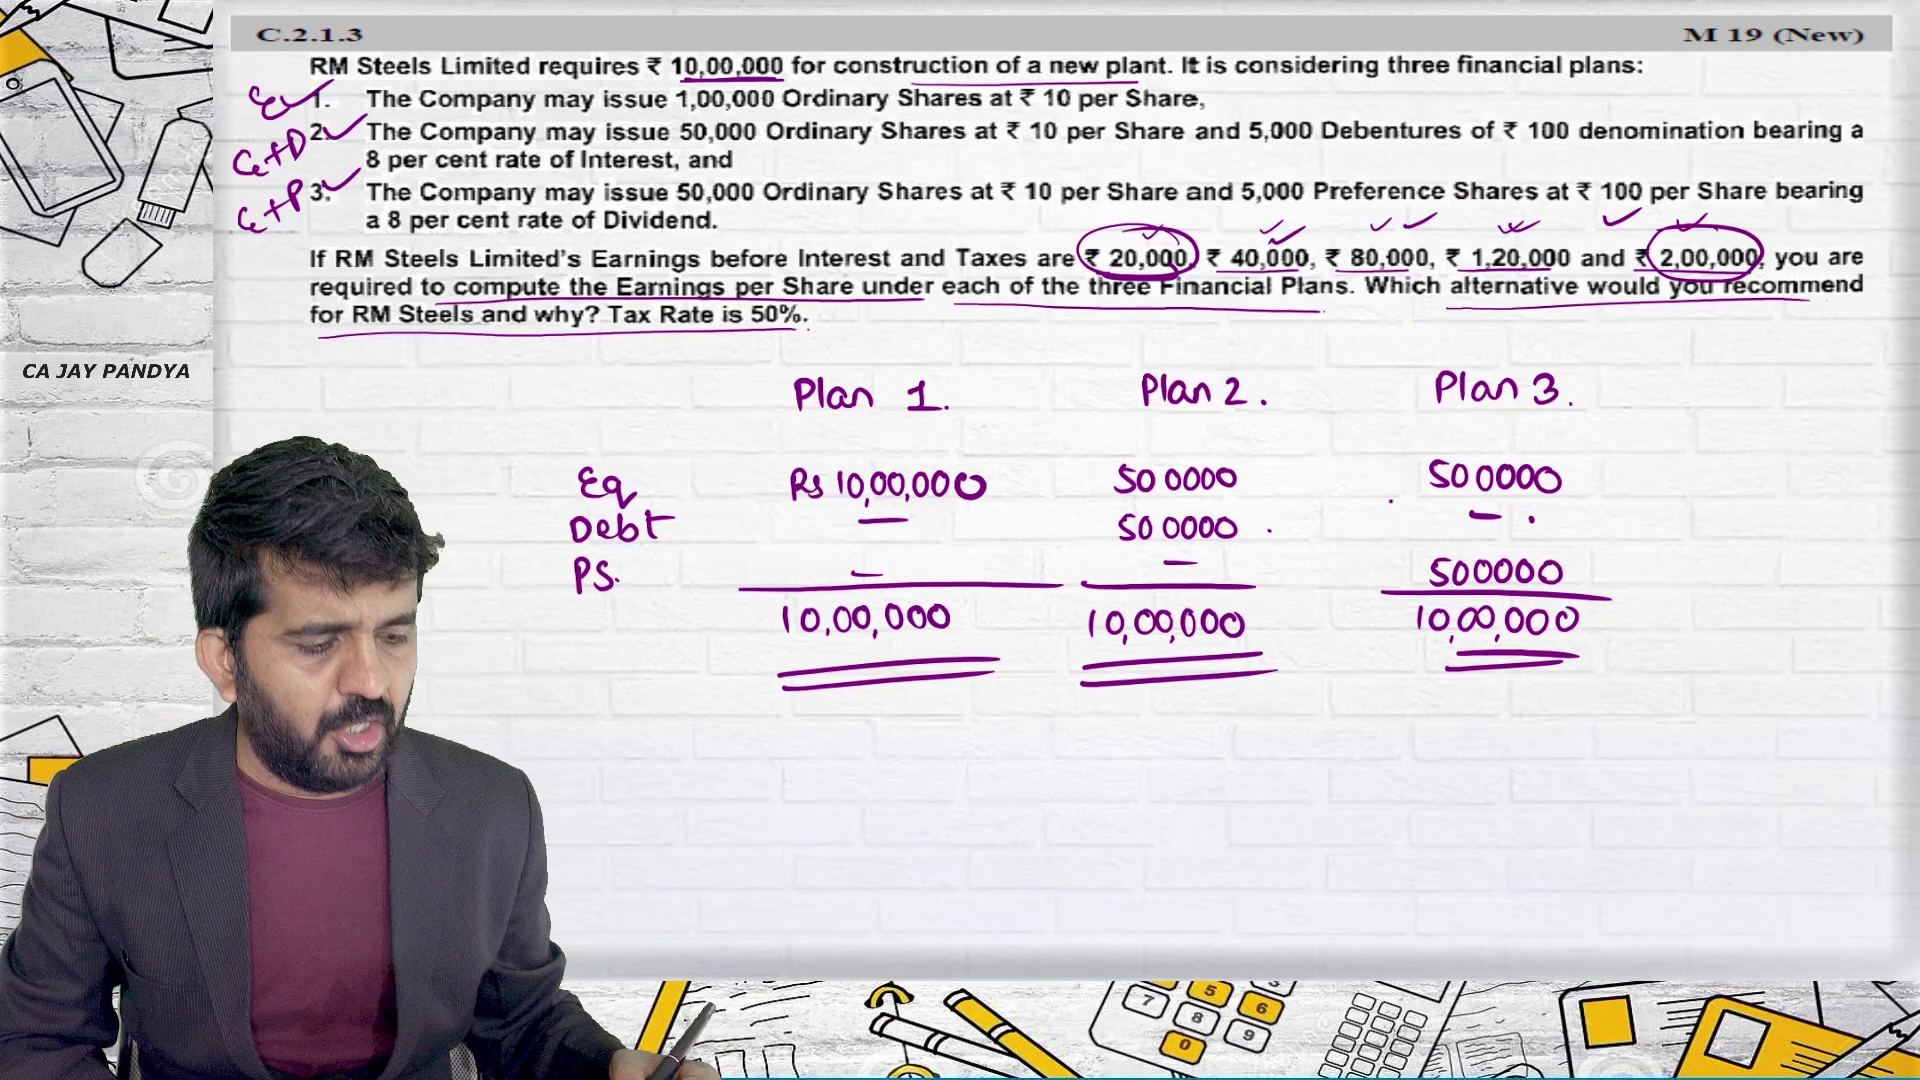 C.2.1.3 M 19 (New)
RM Steels Limited requires ₹ 10,00,000 for construction of a new plant. It is considering three financial plans:
Eq 1. The Company may issue 1,00,000 Ordinary Shares at ₹ 10 per Share,
E+D 2. The Company may issue 50,000 Ordinary Shares at ₹ 10 per Share and 5,000 Debentures of ₹ 100 denomination bearing a
8 per cent rate of Interest, and
E+P 3. The Company may issue 50,000 Ordinary Shares at ₹ 10 per Share and 5,000 Preference Shares at ₹ 100 per Share bearing
a 8 per cent rate of Dividend.
If RM Steels Limited's Earnings before Interest and Taxes are ₹ 20,000, ₹ 40,000, ₹ 80,000, ₹ 1,20,000 and ₹ 2,00,000, you are
required to compute the Earnings per Share under each of the three Financial Plans. Which alternative would you recommend
for RM Steels and why? Tax Rate is 50%.
CA JAY PANDYA
Plan 1. Plan 2. Plan 3.
Eq Rs 10,00,000 500000 500000
Debt — 500000 —
PS. — — 500000
10,00,000 10,00,000 10,00,000
7 5 6
8 9
0